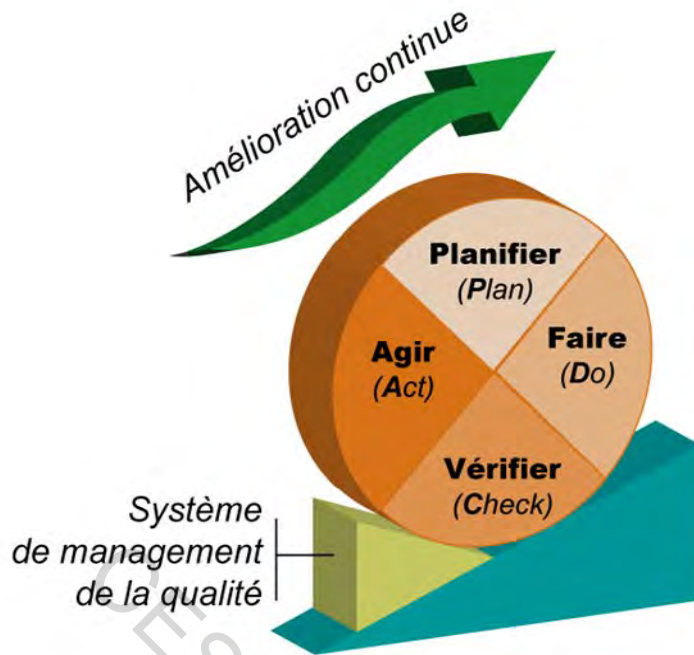 Amélioration continue
Planifier
(Plan)
Faire
(Do)
Agir
(Act)
Vérifier
(Check)
Système
de management
de la qualité